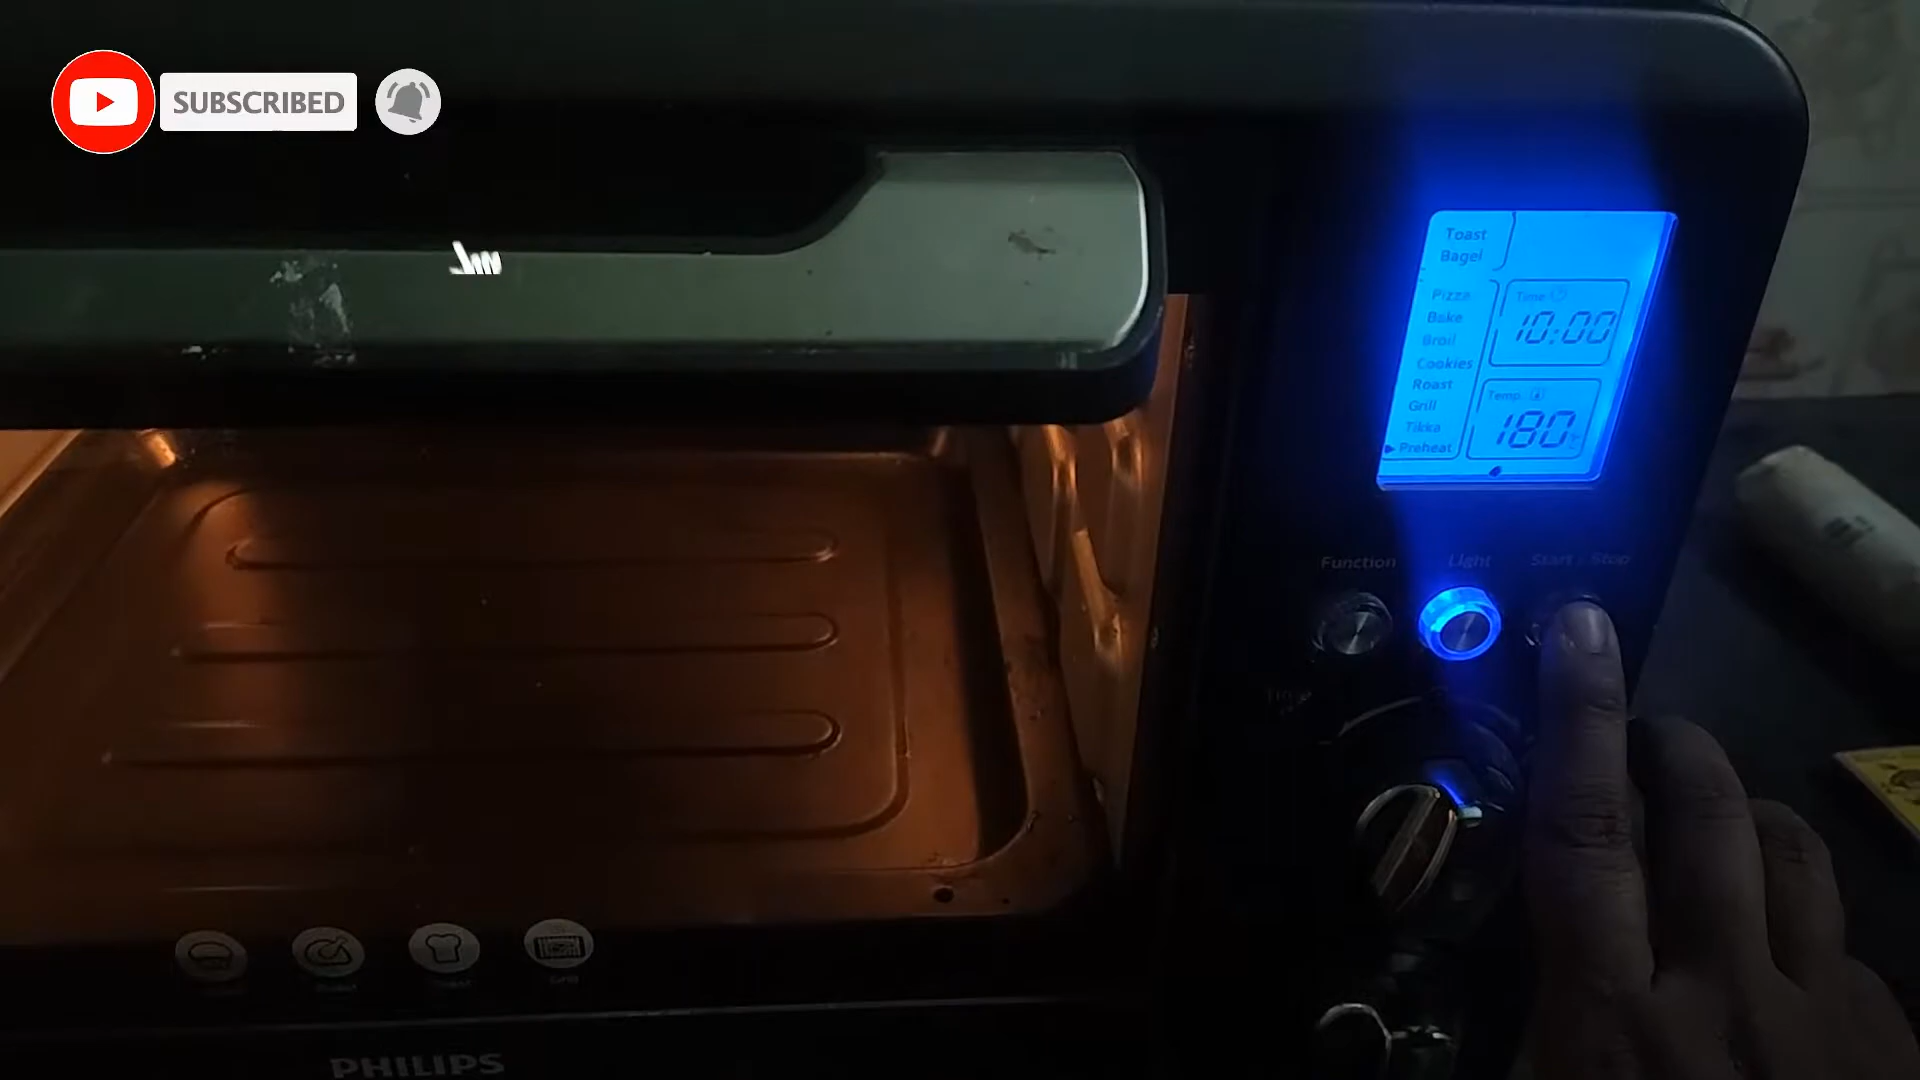 SUBSCRIBED
Toast
Bagel
Pizza
Bake
Broil
Cookies
Roast
Grill
Tikka
Preheat
Time
10:00
Temp.
180
Function
Light
Start / Stop
Time
PHILIPS